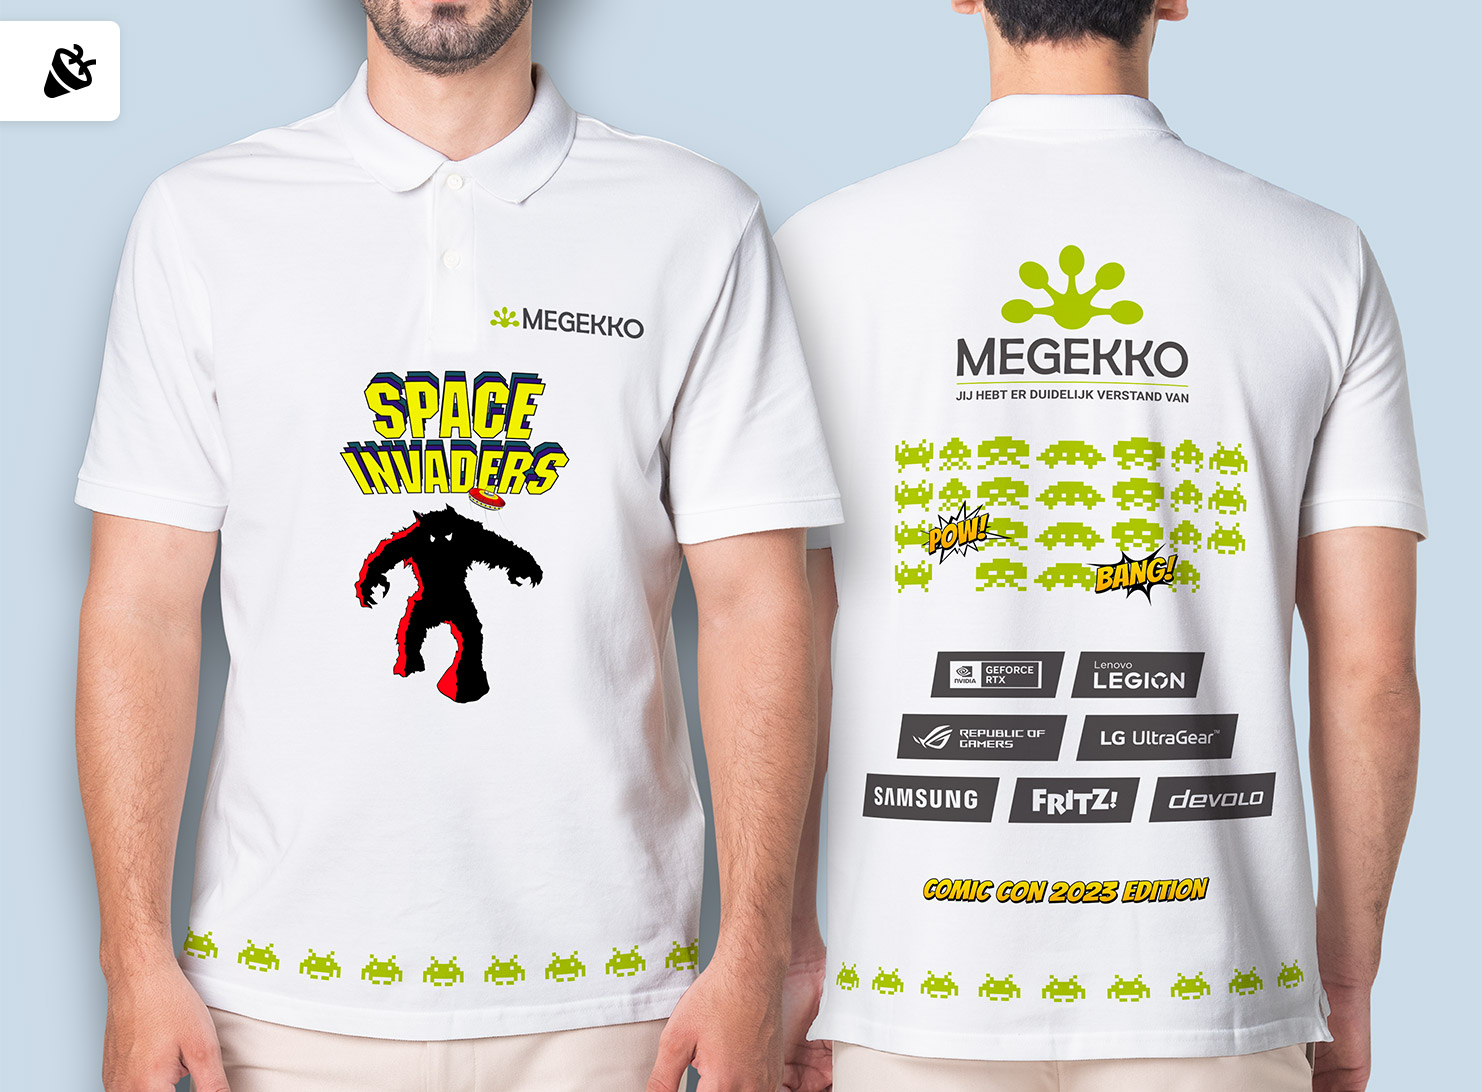 MEGEKKO
SPACE
INVADERS
MEGEKKO
JIJ HEBT ER DUIDELIJK VERSTAND VAN
POW!
BANG!
NVIDIA
GEFORCE
RTX
Lenovo
LEGION
REPUBLIC OF
GAMERS
LG UltraGear™
SAMSUNG
FRITZ!
devolo
COMIC CON 2023 EDITION